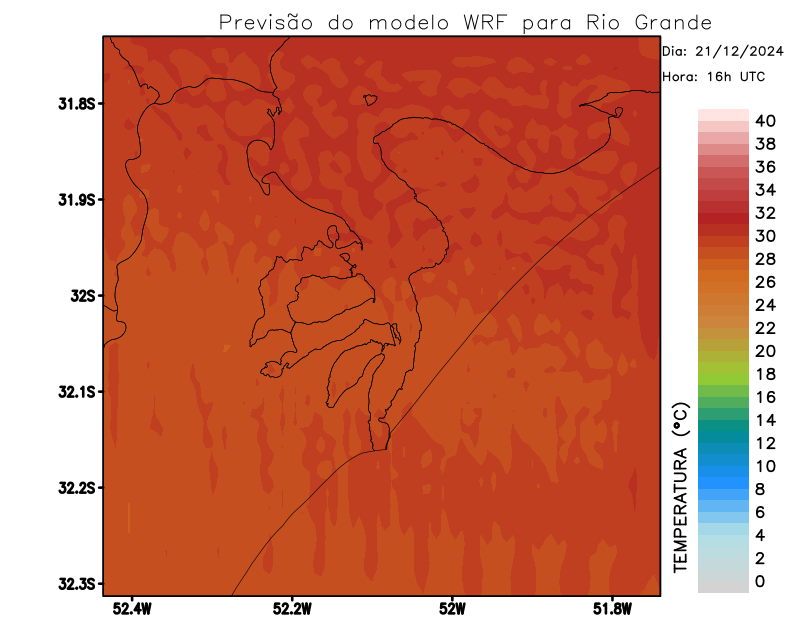 Previsão do modelo WRF para Rio Grande
Dia: 21/12/2024
Hora: 16h UTC
31.8S
31.9S
32S
32.1S
32.2S
32.3S
52.4W
52.2W
52W
51.8W
TEMPERATURA (°C)
40
38
36
34
32
30
28
26
24
22
20
18
16
14
12
10
8
6
4
2
0